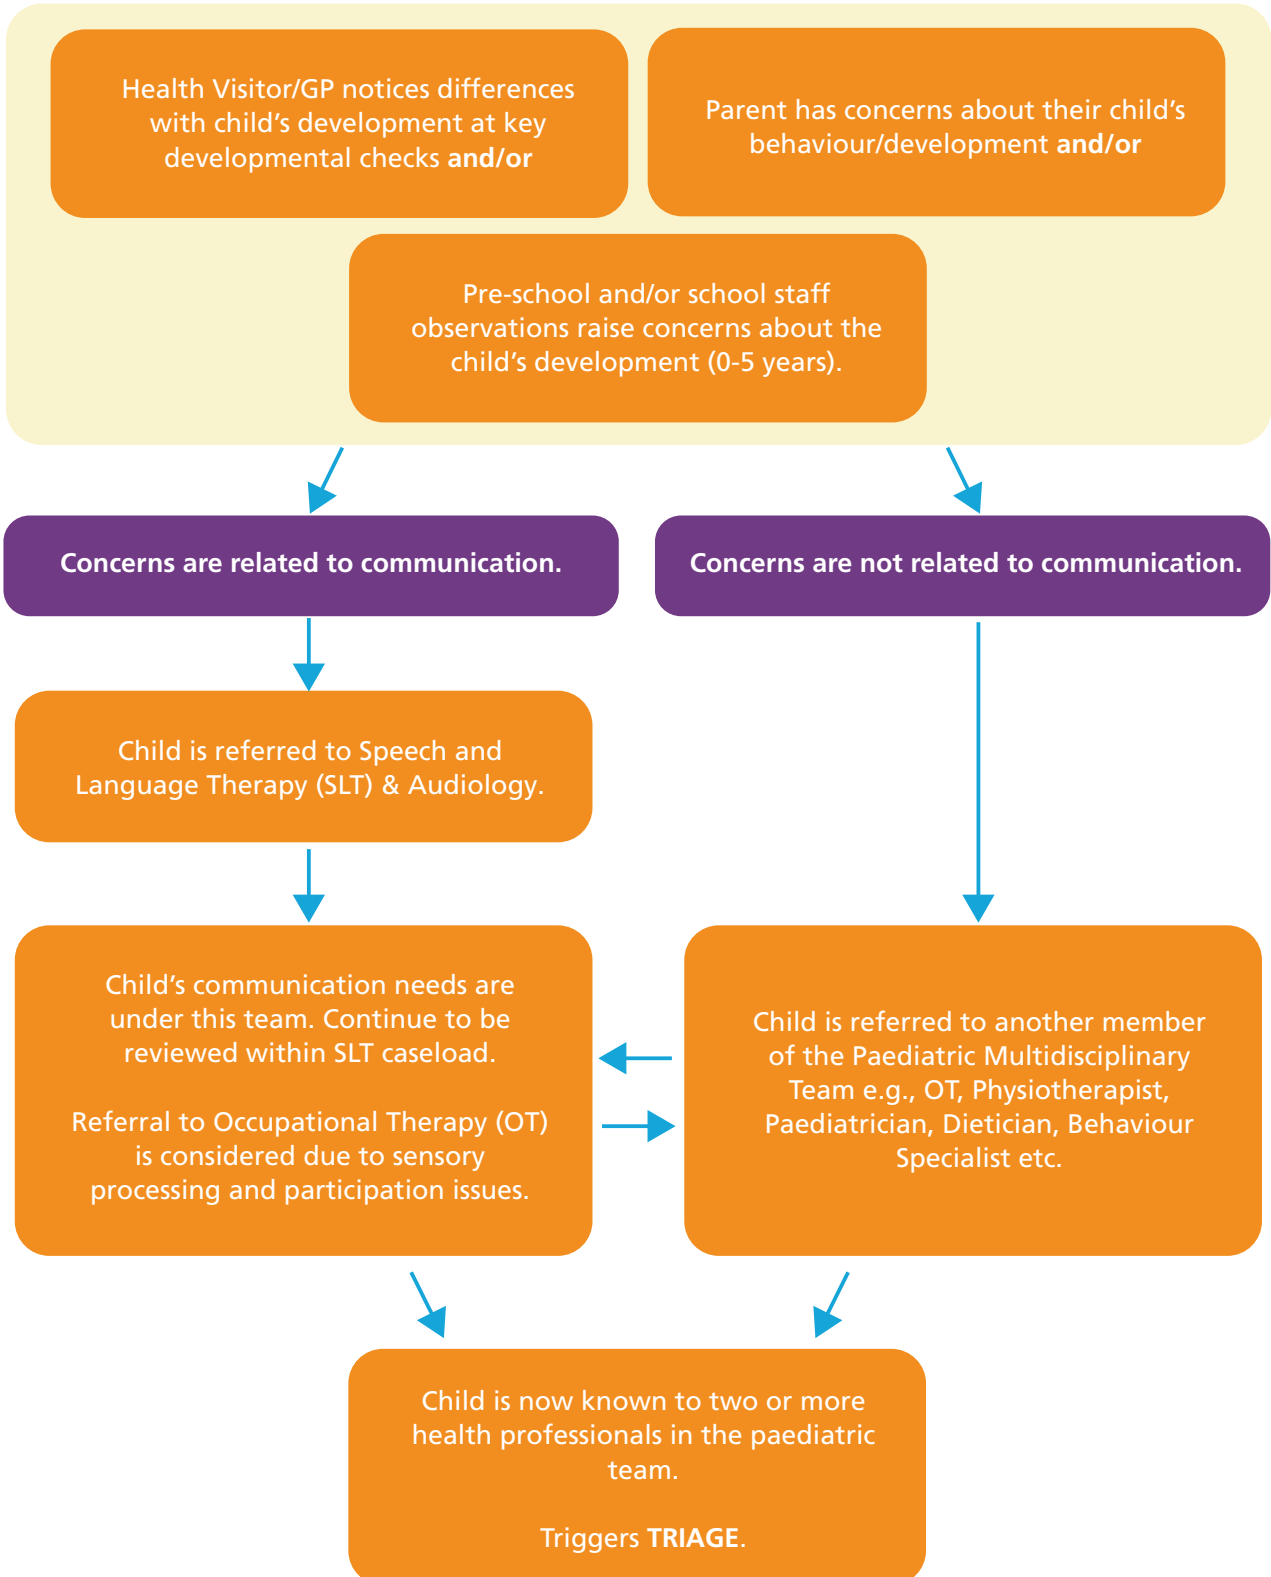 Health Visitor/GP notices differences
with child’s development at key
developmental checks and/or
Parent has concerns about their child’s
behaviour/development and/or
Pre-school and/or school staff
observations raise concerns about the
child’s development (0-5 years).
Concerns are related to communication.
Concerns are not related to communication.
Child is referred to Speech and
Language Therapy (SLT) & Audiology.
Child’s communication needs are
under this team. Continue to be
reviewed within SLT caseload.
Referral to Occupational Therapy (OT)
is considered due to sensory
processing and participation issues.
Child is referred to another member
of the Paediatric Multidisciplinary
Team e.g., OT, Physiotherapist,
Paediatrician, Dietician, Behaviour
Specialist etc.
Child is now known to two or more
health professionals in the paediatric
team.
Triggers TRIAGE.